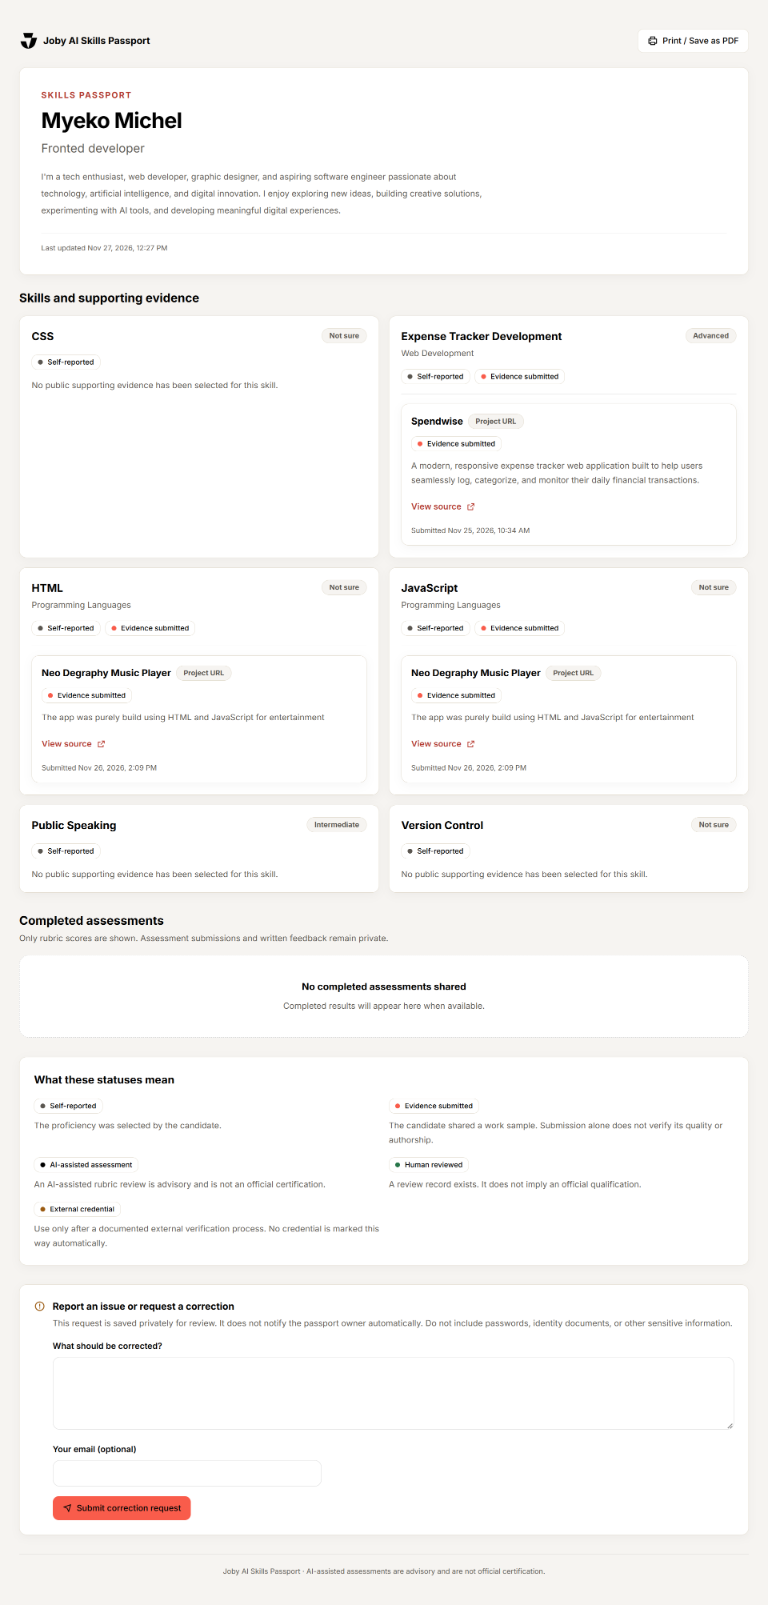 Joby AI Skills Passport
Print / Save as PDF
SKILLS PASSPORT
Myeko Michel
Fronted developer
I'm a tech enthusiast, web developer, graphic designer, and aspiring software engineer passionate about
technology, artificial intelligence, and digital innovation. I enjoy exploring new ideas, building creative solutions,
experimenting with AI tools, and developing meaningful digital experiences.
Last updated Nov 27, 2026, 12:27 PM
Skills and supporting evidence
CSS
Not sure
Self-reported
No public supporting evidence has been selected for this skill.
Expense Tracker Development
Advanced
Web Development
Self-reported
Evidence submitted
Spendwise
Project URL
Evidence submitted
A modern, responsive expense tracker web application built to help users
seamlessly log, categorize, and monitor their daily financial transactions.
View source
Submitted Nov 25, 2026, 10:34 AM
HTML
Not sure
Programming Languages
Self-reported
Evidence submitted
Neo Degraphy Music Player
Project URL
Evidence submitted
The app was purely build using HTML and JavaScript for entertainment
View source
Submitted Nov 26, 2026, 2:09 PM
JavaScript
Not sure
Programming Languages
Self-reported
Evidence submitted
Neo Degraphy Music Player
Project URL
Evidence submitted
The app was purely build using HTML and JavaScript for entertainment
View source
Submitted Nov 26, 2026, 2:09 PM
Public Speaking
Intermediate
Self-reported
No public supporting evidence has been selected for this skill.
Version Control
Not sure
Self-reported
No public supporting evidence has been selected for this skill.
Completed assessments
Only rubric scores are shown. Assessment submissions and written feedback remain private.
No completed assessments shared
Completed results will appear here when available.
What these statuses mean
Self-reported
The proficiency was selected by the candidate.
Evidence submitted
The candidate shared a work sample. Submission alone does not verify its quality or
authorship.
AI-assisted assessment
An AI-assisted rubric review is advisory and is not an official certification.
Human reviewed
A review record exists. It does not imply an official qualification.
External credential
Use only after a documented external verification process. No credential is marked this
way automatically.
Report an issue or request a correction
This request is saved privately for review. It does not notify the passport owner automatically. Do not include passwords, identity documents, or other sensitive information.
What should be corrected?
Your email (optional)
Submit correction request
Joby AI Skills Passport · AI-assisted assessments are advisory and are not official certification.